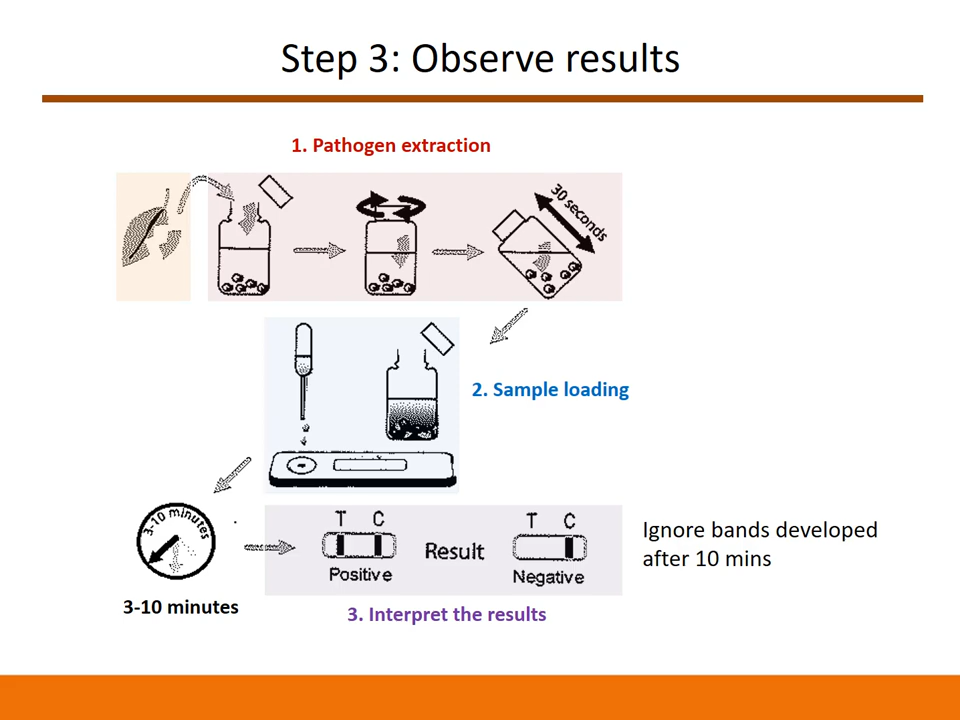 Step 3: Observe results
1. Pathogen extraction
30 seconds
2. Sample loading
3-10 minutes
T C
Positive
Result
T C
Negative
Ignore bands developed
after 10 mins
3-10 minutes
3. Interpret the results